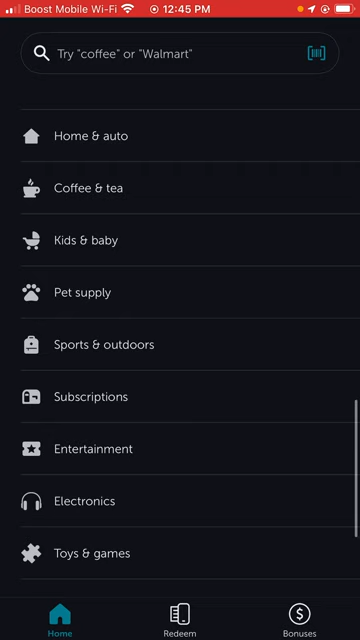 Boost Mobile Wi-Fi 12:45 PM
Try "coffee" or "Walmart"
Home & auto
Coffee & tea
Kids & baby
Pet supply
Sports & outdoors
Subscriptions
Entertainment
Electronics
Toys & games
Home Redeem Bonuses